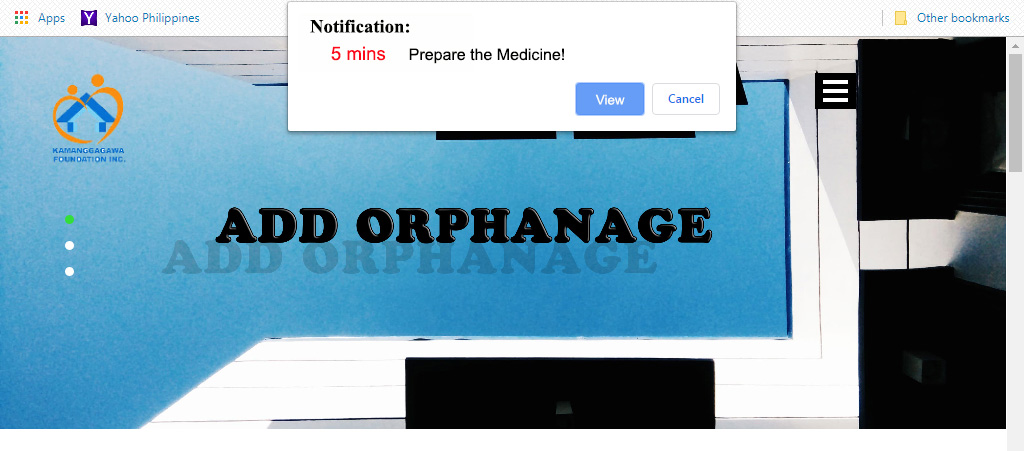 Apps Yahoo Philippines Other bookmarks
Notification:
5 mins Prepare the Medicine!
View Cancel
KAMANGGAGAWA
FOUNDATION INC.
ADD ORPHANAGE
ADD ORPHANAGE